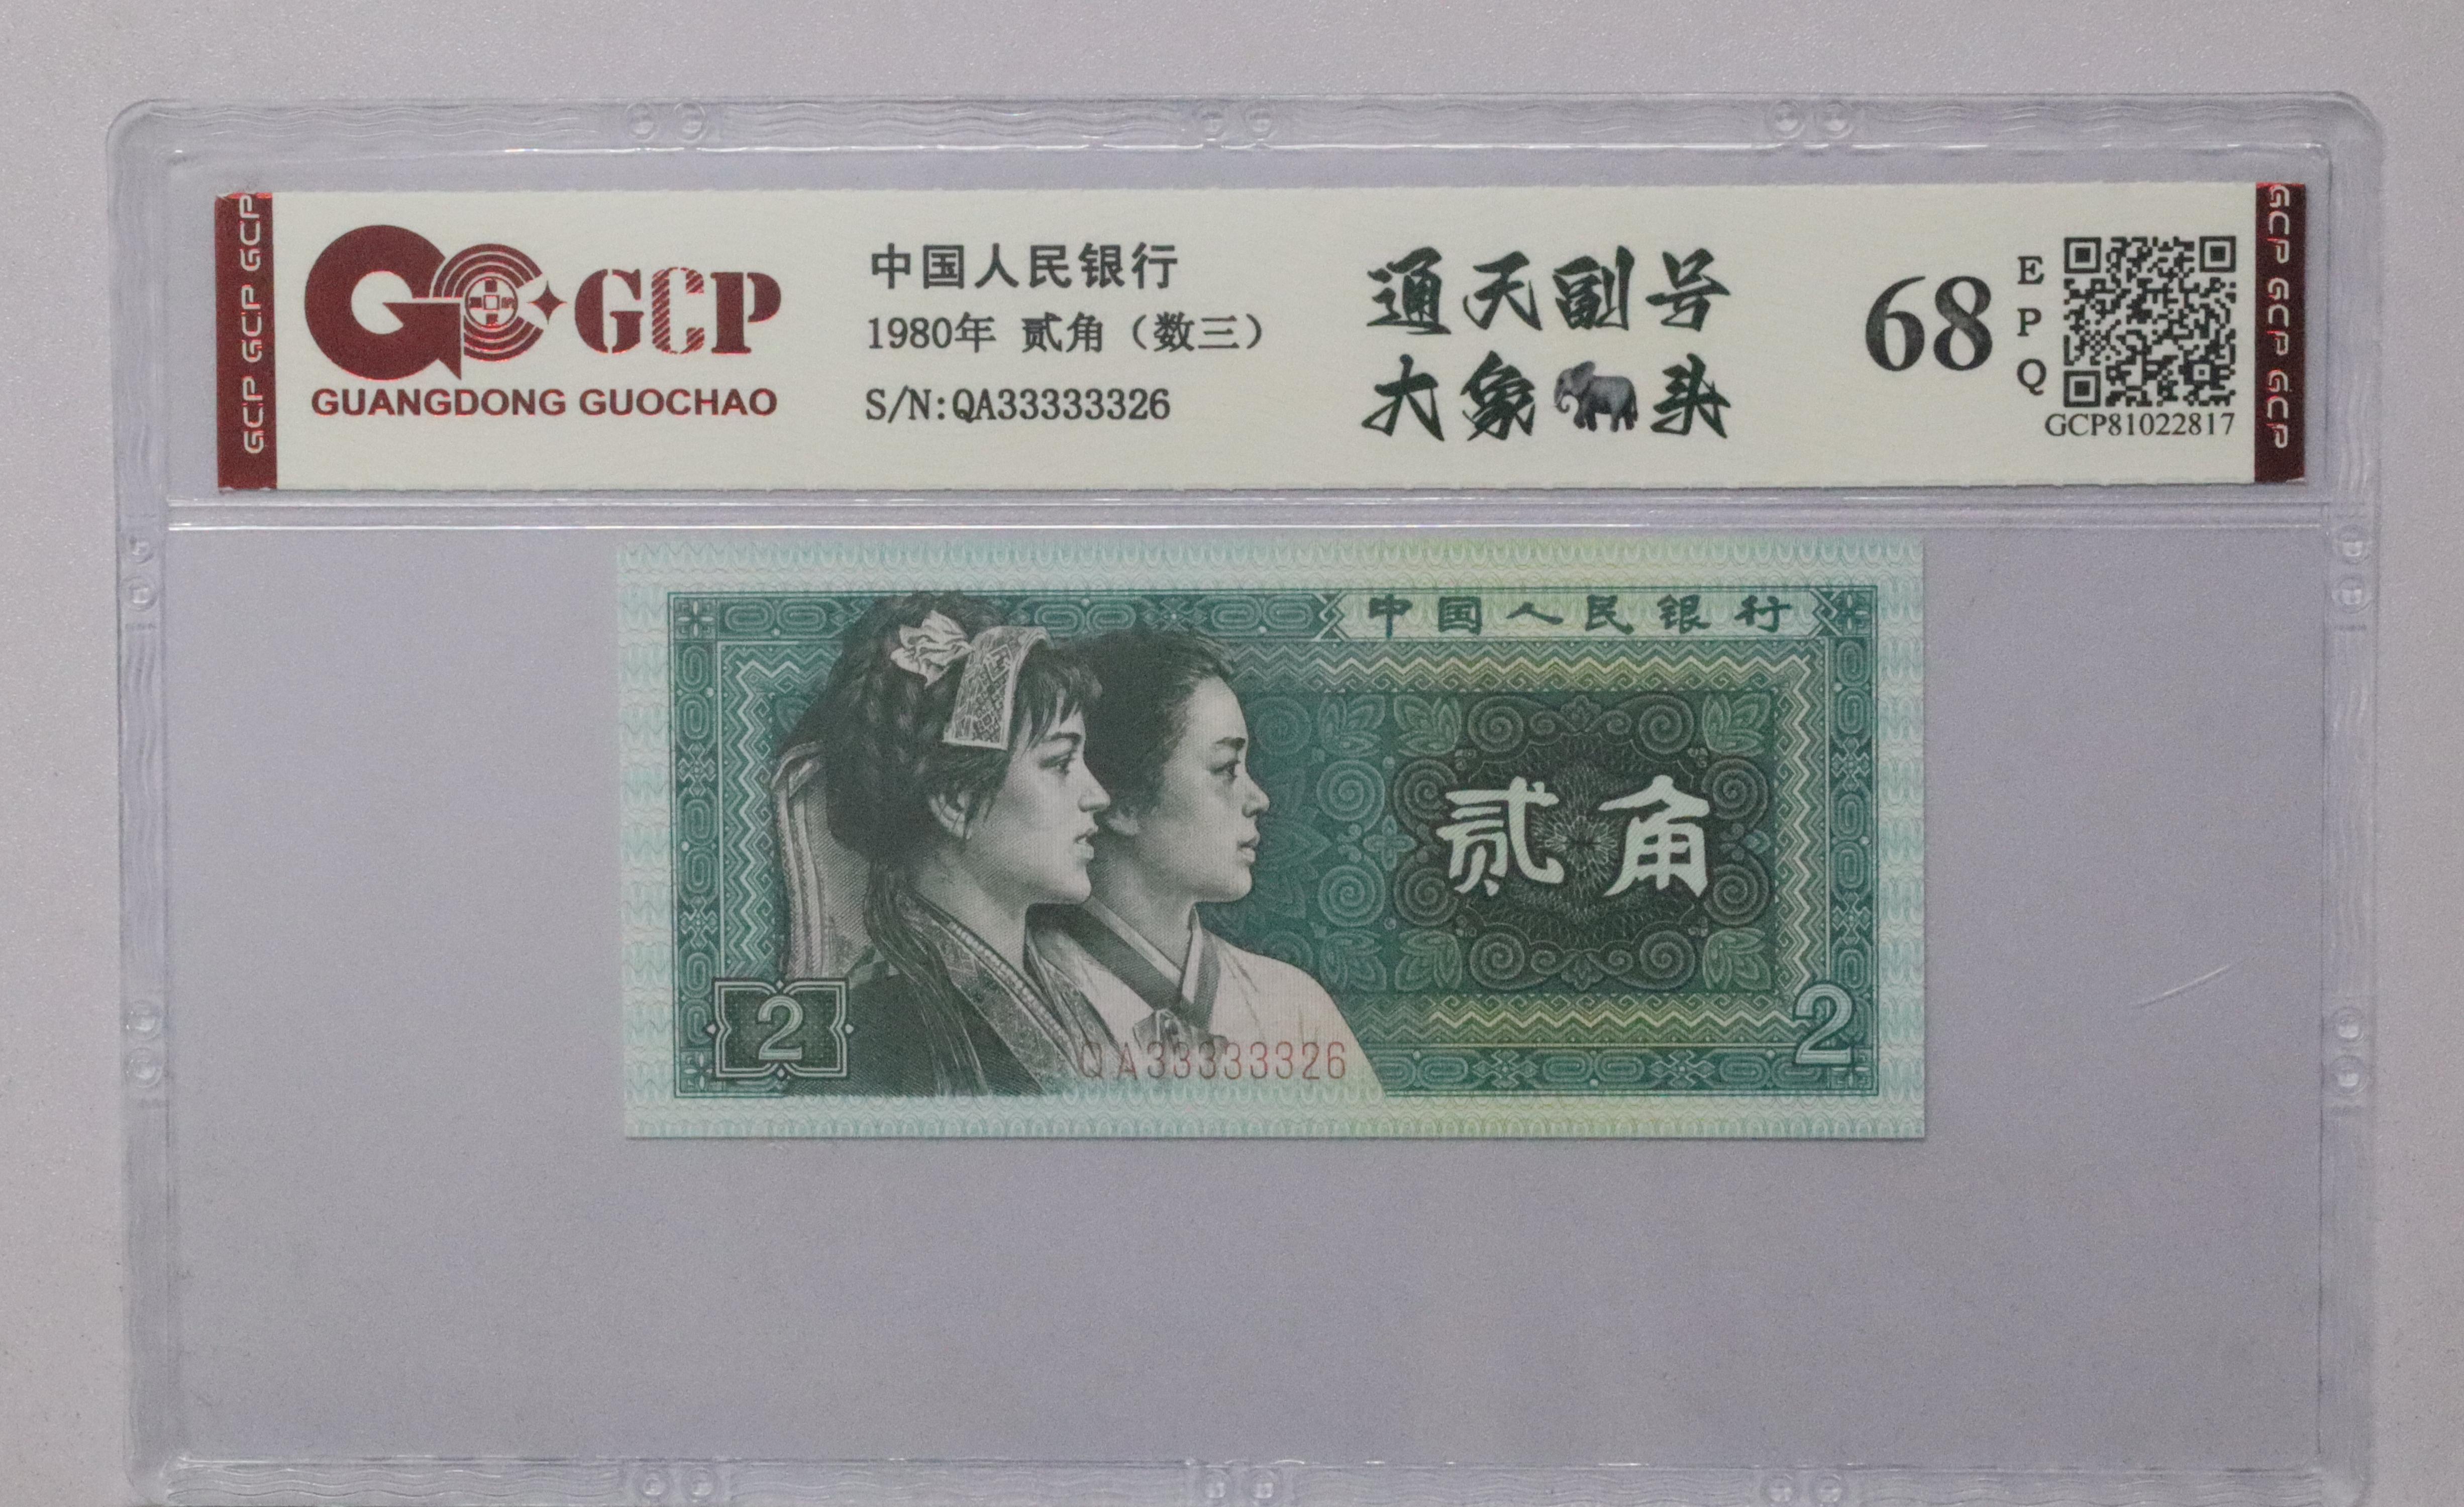 GCP GCP GCP
GCP
GUANGDONG GUOCHAO
中国人民银行
1980年 贰角（数三）
S/N:QA33333326
通天副号
大象头
68
EPQ
GCP81022817
GCP GCP GCP
中国人民银行
贰角
2
2
QA33333326